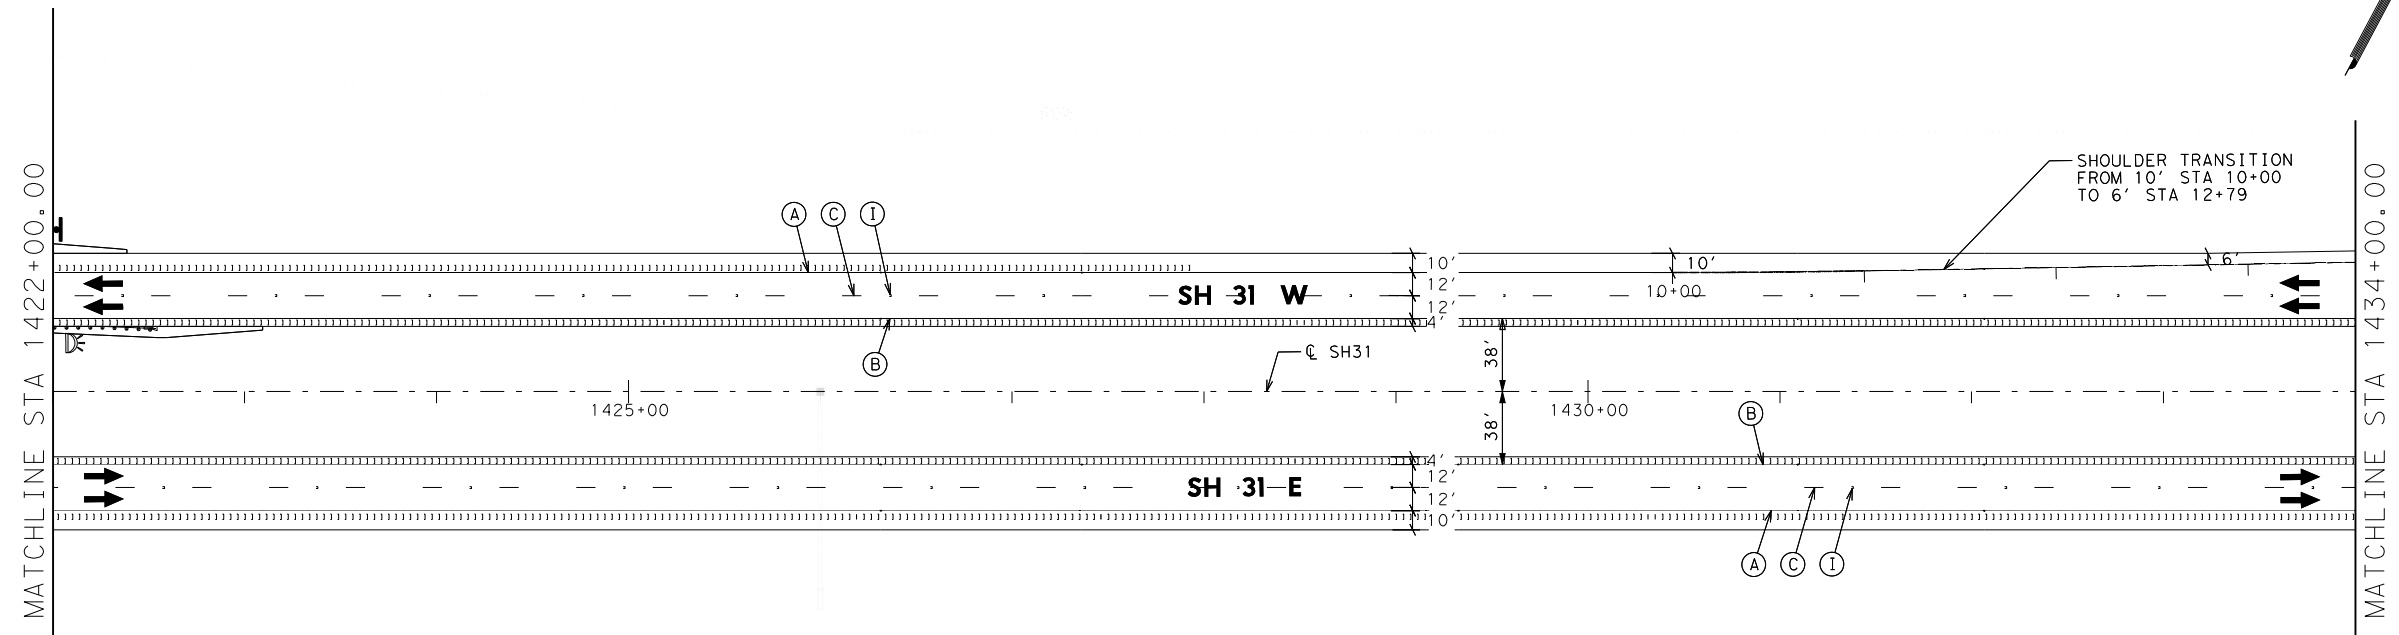 MATCHLINE STA 1422+00.00
SHOULDER TRANSITION
FROM 10' STA 10+00
TO 6' STA 12+79
MATCHLINE STA 1434+00.00
A C I
10'
12'
12'
4'
10'
6'
10+00
SH 31 W
B
℄ SH31
38'
38'
1425+00
1430+00
B
4'
12'
12'
10'
SH 31 E
A C I